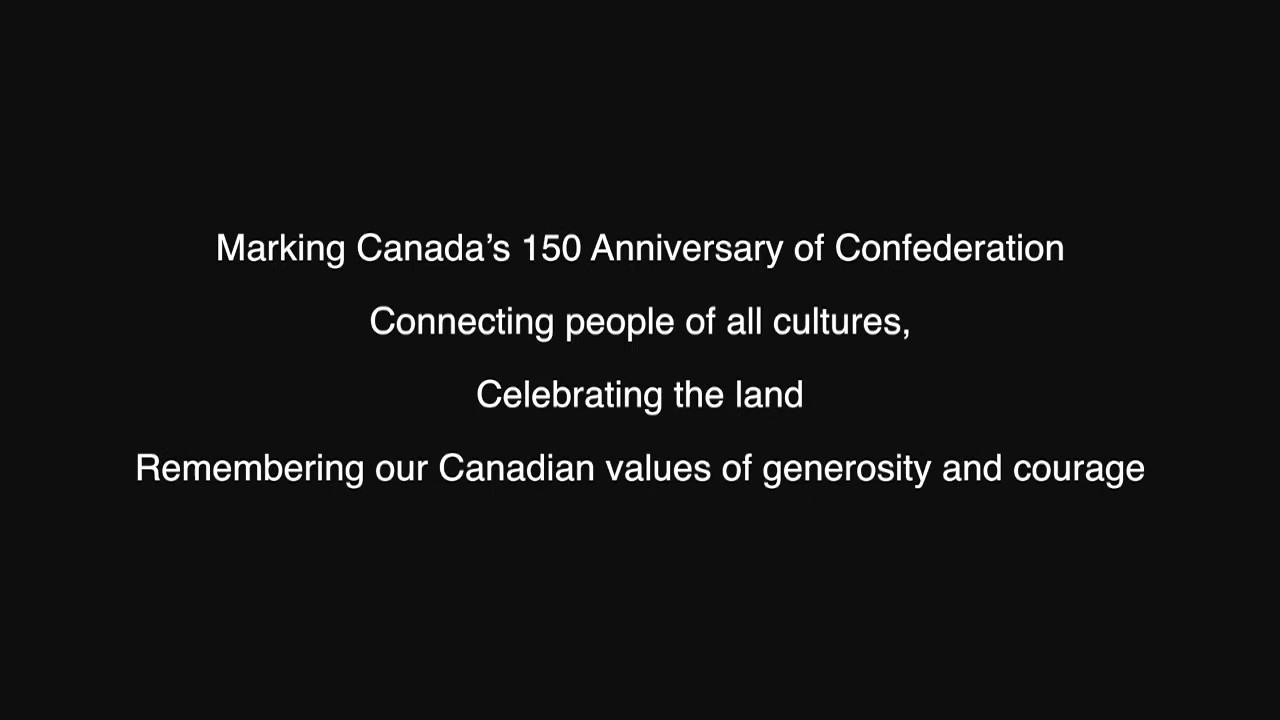 Marking Canada’s 150 Anniversary of Confederation
Connecting people of all cultures,
Celebrating the land
Remembering our Canadian values of generosity and courage